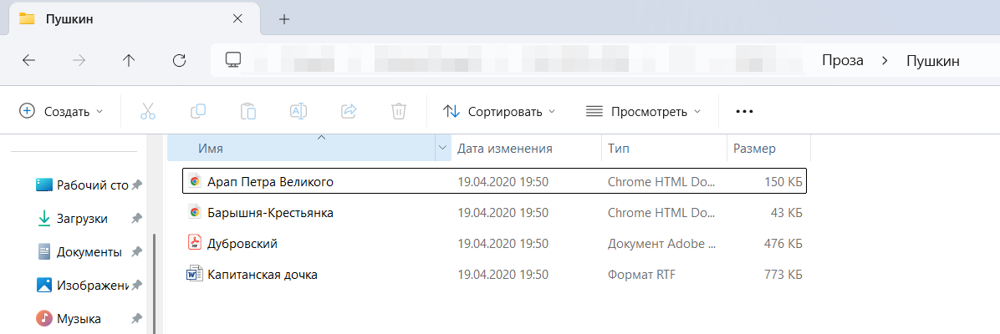 Пушкин
Проза > Пушкин
Создать Сортировать Просмотреть
Имя Дата изменения Тип Размер
Рабочий сто Арап Петра Великого 19.04.2020 19:50 Chrome HTML Do... 150 КБ
Загрузки Барышня-Крестьянка 19.04.2020 19:50 Chrome HTML Do... 43 КБ
Документы Дубровский 19.04.2020 19:50 Документ Adobe ... 476 КБ
Изображени Капитанская дочка 19.04.2020 19:50 Формат RTF 773 КБ
Музыка